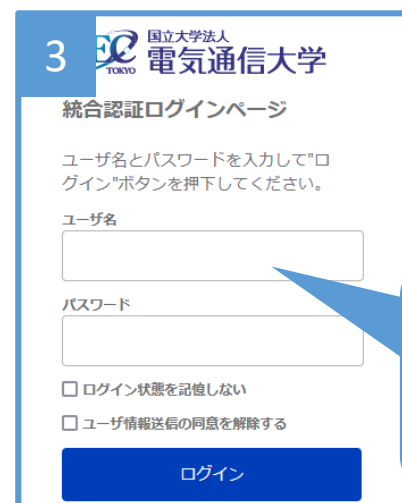 3
国立大学法人
電気通信大学
TOKYO
統合認証ログインページ
ユーザ名とパスワードを入力して"ロ
グイン"ボタンを押下してください。
ユーザ名
パスワード
ログイン状態を記憶しない
ユーザ情報送信の同意を解除する
ログイン